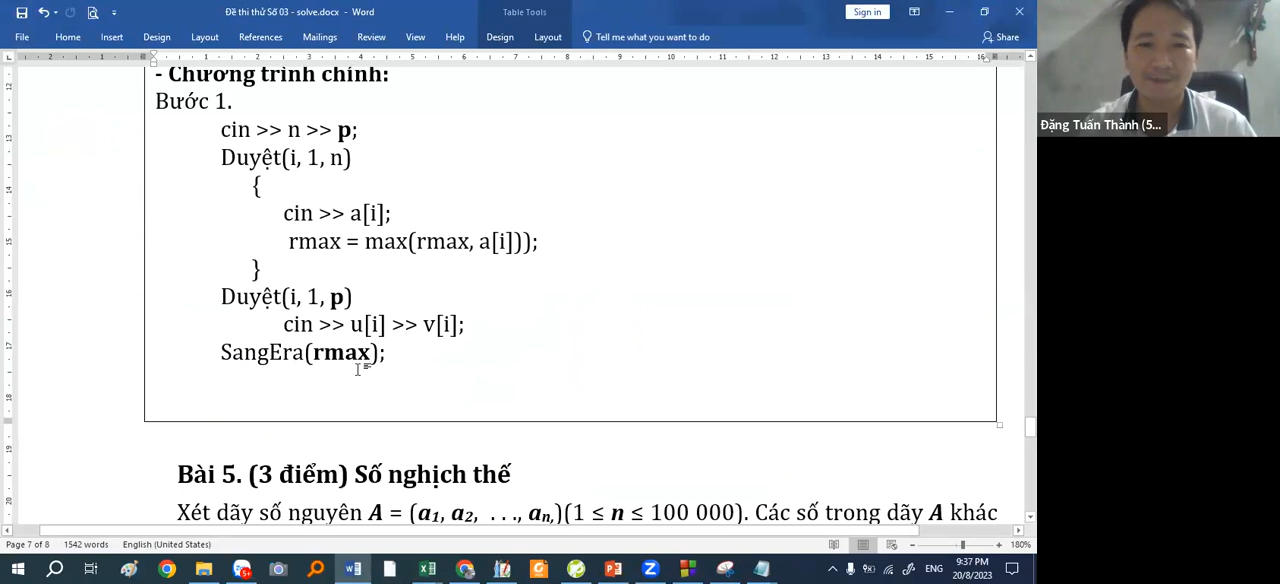 Đề thi thử Số 03 - solve.docx - Word
Table Tools
Sign in
File Home Insert Design Layout References Mailings Review View Help Design Layout Tell me what you want to do Share
- Chương trình chính:
Bước 1.
cin >> n >> p;
Duyệt(i, 1, n)
{
cin >> a[i];
rmax = max(rmax, a[i]));
}
Duyệt(i, 1, p)
cin >> u[i] >> v[i];
SangEra(rmax);
Bài 5. (3 điểm) Số nghịch thế
Xét dãy số nguyên A = (a1, a2, . . ., an,)(1 ≤ n ≤ 100 000). Các số trong dãy A khác
Page 7 of 8 1542 words English (United States) 180%
ENG 9:37 PM
20/8/2023
Đặng Tuấn Thành (5...